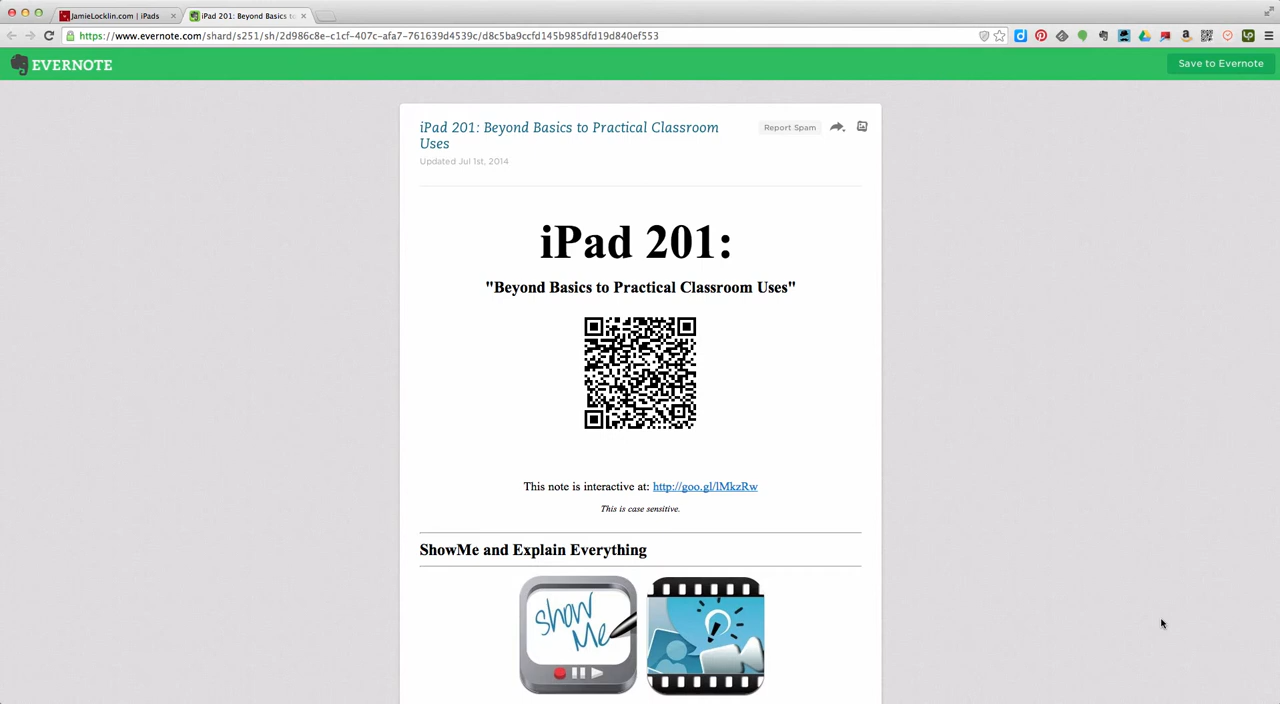 JamieLocklin.com | iPads
iPad 201: Beyond Basics to
https://www.evernote.com/shard/s251/sh/2d986c8e-c1cf-407c-afa7-761639d4539c/d8c5ba9ccfd145b985dfd19d840ef553
EVERNOTE
Save to Evernote
iPad 201: Beyond Basics to Practical Classroom
Uses
Report Spam
Updated Jul 1st, 2014
iPad 201:
"Beyond Basics to Practical Classroom Uses"
This note is interactive at: http://goo.gl/lMkzRw
This is case sensitive.
ShowMe and Explain Everything
Show
Me